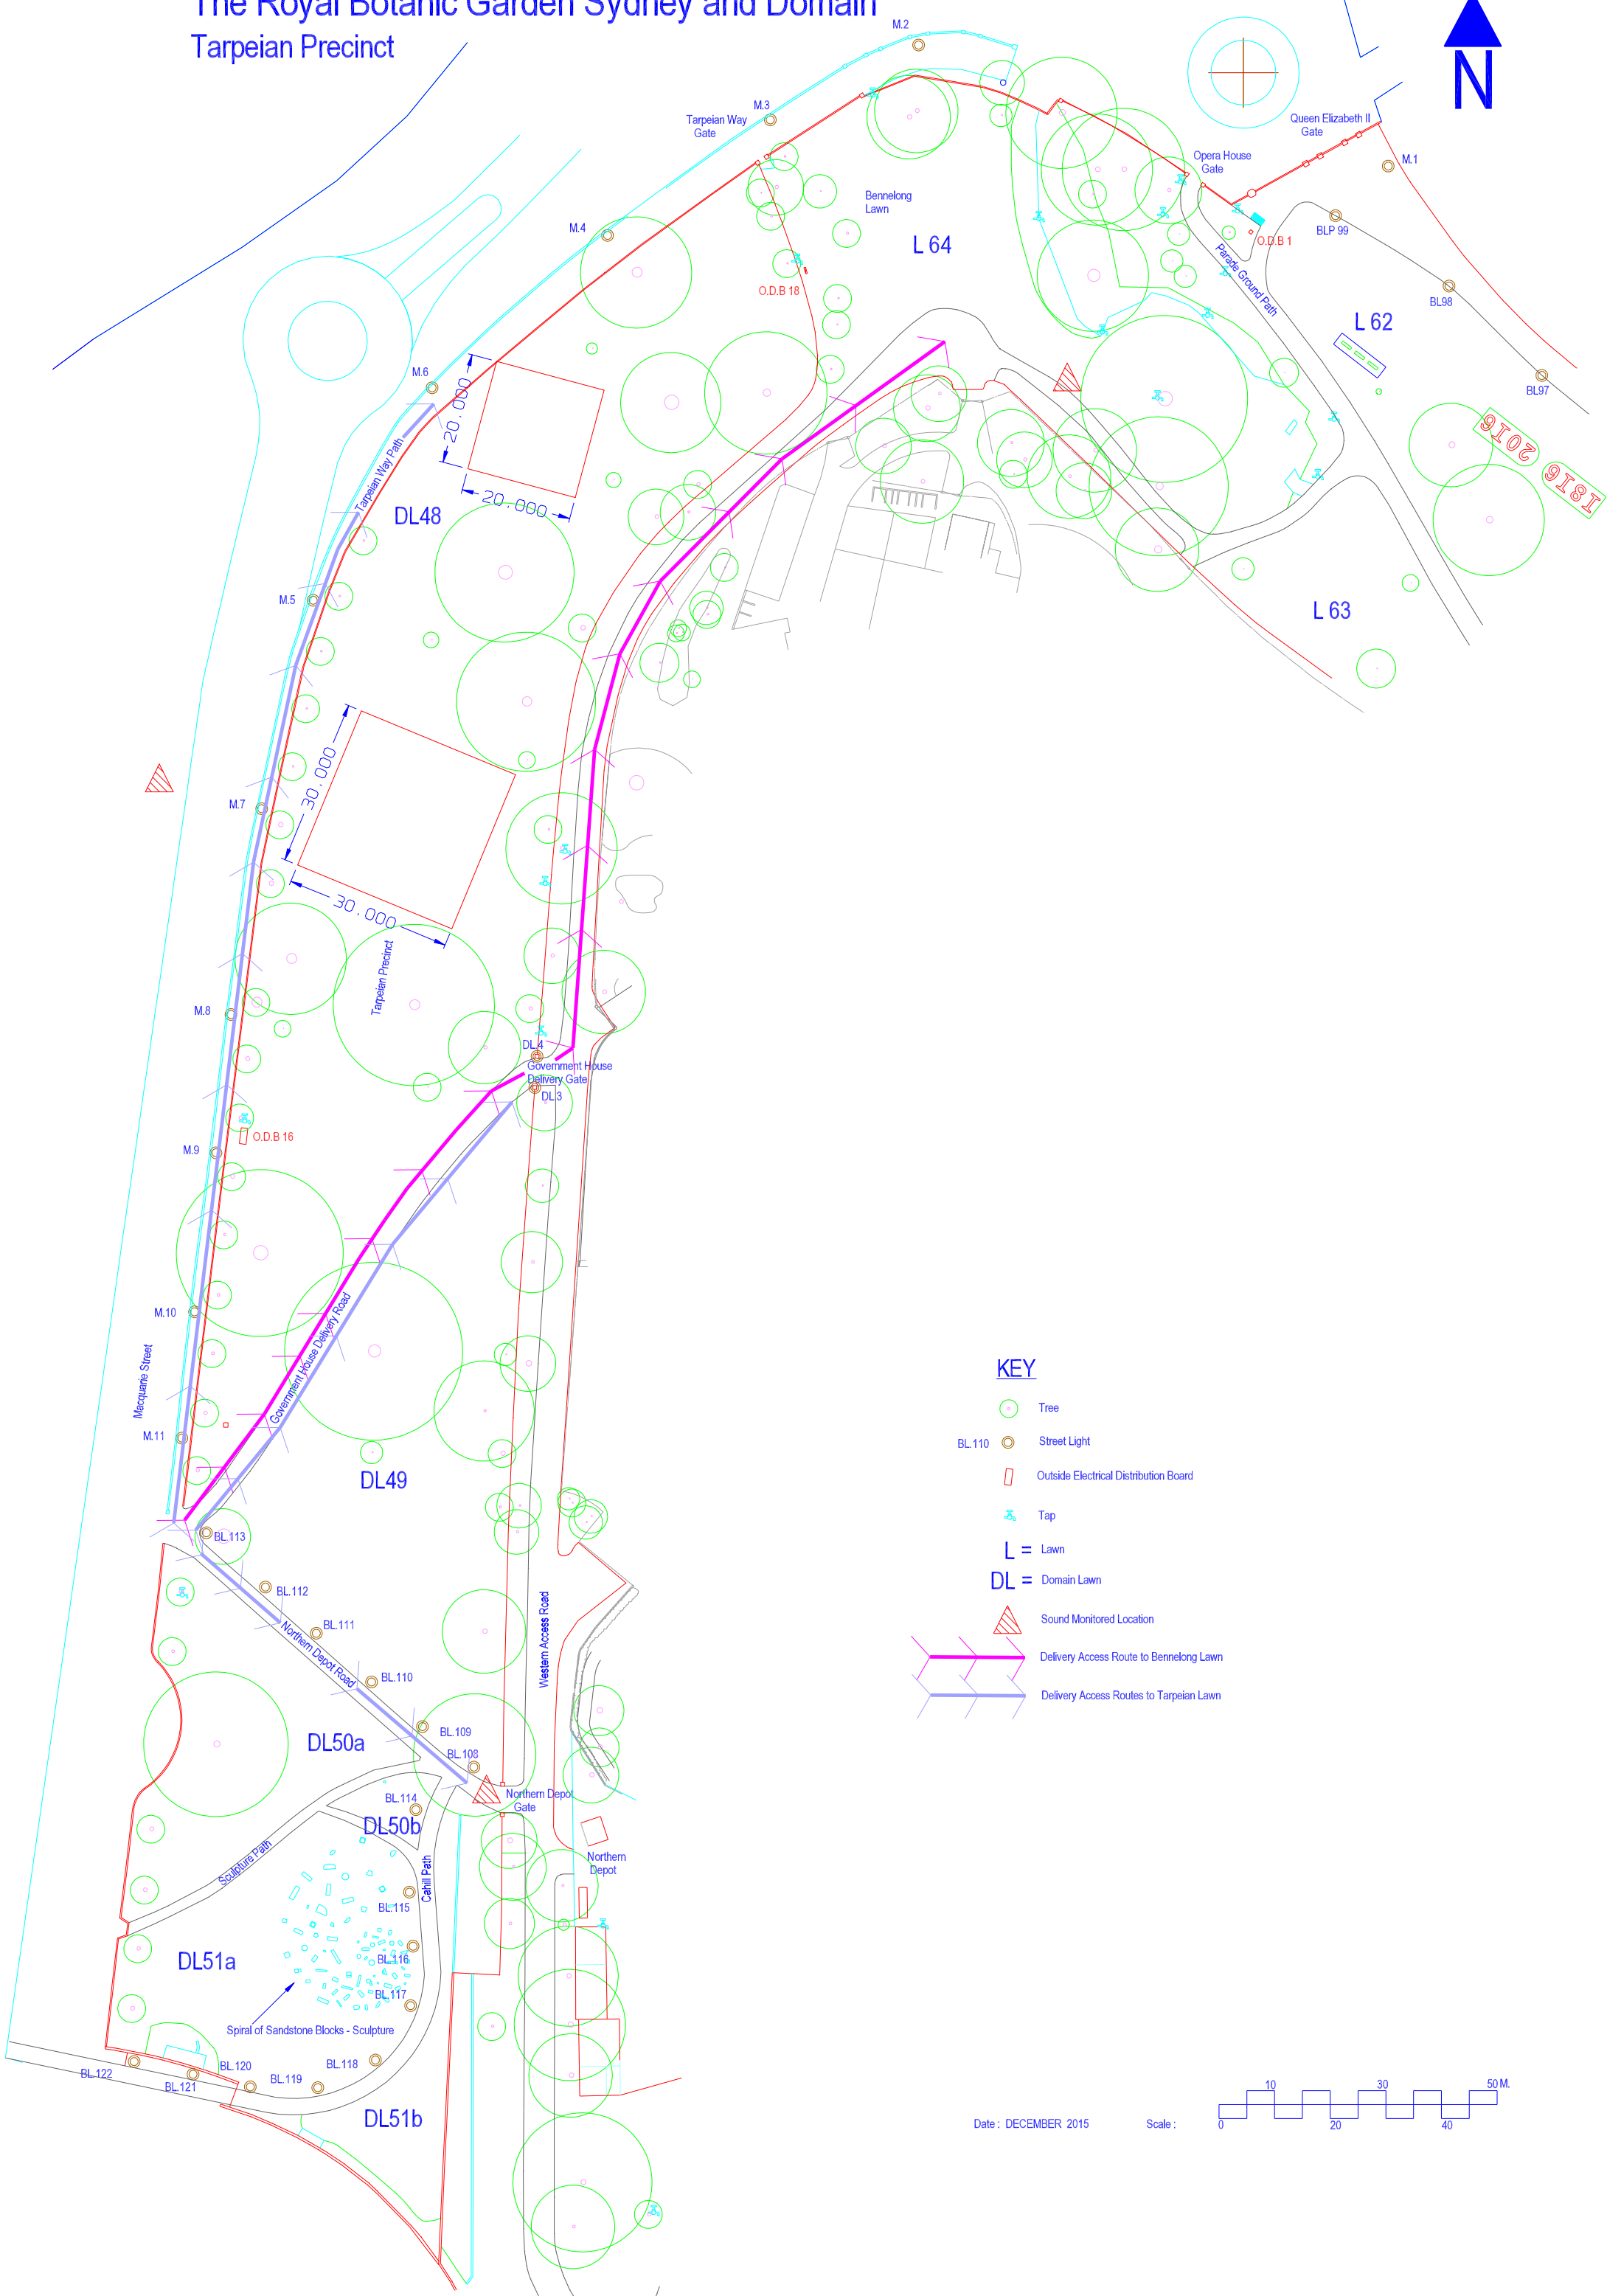 The Royal Botanic Garden Sydney and Domain
Tarpeian Precinct
N
M.2
M.3
Tarpeian Way
Gate
Queen Elizabeth II
Gate
M.1
Opera House
Gate
Bennelong
Lawn
M.4
L 64
BLP 99
O.D.B 1
Parade Ground Path
O.D.B 18
BL98
L 62
M.6
BL97
20.000
20.000
2016
1816
Tarpeian Way Path
DL48
M.5
L 63
M.7
30.000
30.000
Tarpeian Precinct
M.8
DL.4
Government House
Delivery Gate
DL.3
O.D.B 16
M.9
M.10
Government House Delivery Road
Macquarie Street
M.11
DL49
BL.113
BL.112
BL.111
Northern Depot Road
BL.110
Western Access Road
BL.109
DL50a
BL.108
Northern Depot
Gate
BL.114
DL50b
Sculpture Path
Cahill Path
Northern
Depot
BL.115
BL.116
DL51a
BL.117
Spiral of Sandstone Blocks - Sculpture
BL.118
BL.119
BL.120
BL.121
BL.122
DL51b
KEY
Tree
BL.110 Street Light
Outside Electrical Distribution Board
Tap
L = Lawn
DL = Domain Lawn
Sound Monitored Location
Delivery Access Route to Bennelong Lawn
Delivery Access Routes to Tarpeian Lawn
Date : DECEMBER 2015 Scale :
10 30 50 M.
0 20 40